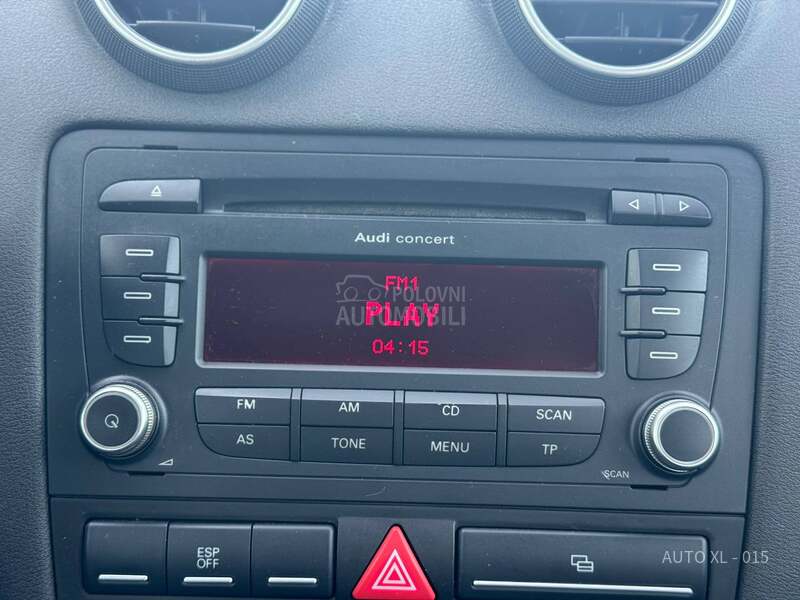 Audi concert
FM1
POLOVNI
AUTOMOBILI
PLAY
04:15
FM AM CD SCAN
AS TONE MENU TP
SCAN
ESP
OFF
AUTO XL - 015